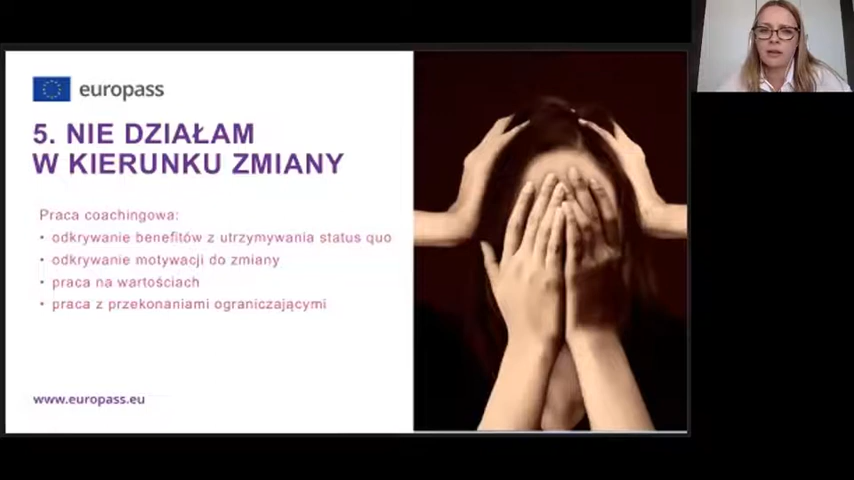 europass
5. NIE DZIAŁAM
W KIERUNKU ZMIANY
Praca coachingowa:
• odkrywanie benefitów z utrzymywania status quo
• odkrywanie motywacji do zmiany
• praca na wartościach
• praca z przekonaniami ograniczającymi
www.europass.eu